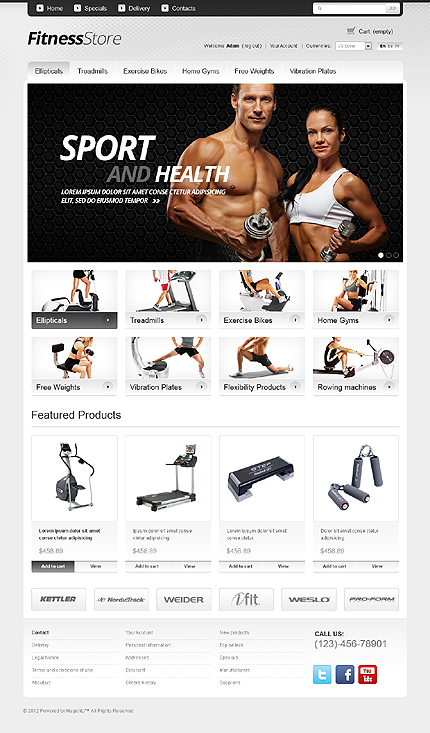 Home Specials Delivery Contacts
FitnessStore
Cart (empty)
Welcome Adam (log out) | Your Account | Currencies: US Dollar En
Ellipticals Treadmills Exercise Bikes Home Gyms Free Weights Vibration Plates
SPORT
AND HEALTH
LOREM IPSUM DOLOR SIT AMET CONSE CTETUR ADIPISICING
ELIT, SED DO EIUSMOD TEMPOR »
Ellipticals Treadmills Exercise Bikes Home Gyms
Free Weights Vibration Plates Flexibility Products Rowing machines
Featured Products
STEP
Lorem ipsum dolor sit amet conse ctetur adipisicing
$458.89
Add to cart View
Ipsum dolor sit amet conse ctetur adipisicing
$458.89
Add to cart View
Lorem ipsum dolor sit amet conse ctetur
$458.89
Add to cart View
Dolor sit amet conse ctetur adipisicing
$458.89
Add to cart View
KETTLER NordicTrack WEIDER ifit WESLO PRO-FORM
Contact Your Account New products
Delivery Personal information Top sellers
Legal Notice Addresses Specials
Terms and conditions of use Discount Manufacturers
About us Orders history Suppliers
CALL US:
(123)-456-78901
You
Tube
© 2012 Powered by Magento™. All Rights Reserved